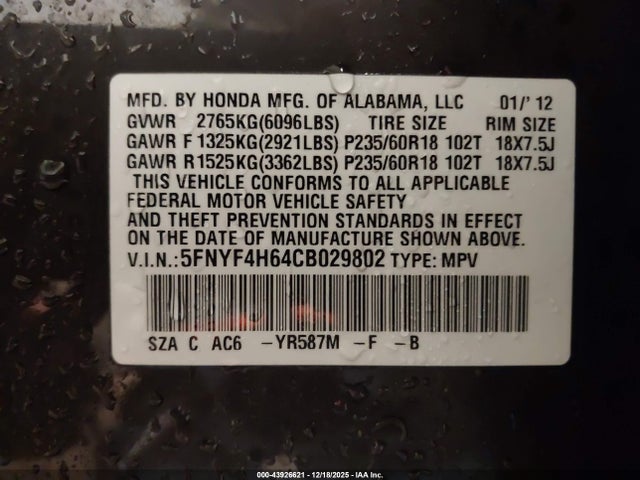 MFD. BY HONDA MFG. OF ALABAMA, LLC 01/' 12
GVWR 2765KG(6096LBS) TIRE SIZE RIM SIZE
GAWR F 1325KG(2921LBS) P235/60R18 102T 18X7.5J
GAWR R 1525KG(3362LBS) P235/60R18 102T 18X7.5J
THIS VEHICLE CONFORMS TO ALL APPLICABLE
FEDERAL MOTOR VEHICLE SAFETY
AND THEFT PREVENTION STANDARDS IN EFFECT
ON THE DATE OF MANUFACTURE SHOWN ABOVE.
V.I.N.: 5FNYF4H64CB029802 TYPE: MPV
SZA C AC6 -YR587M -F -B
000-43926621 - 12/18/2025 - IAA Inc.